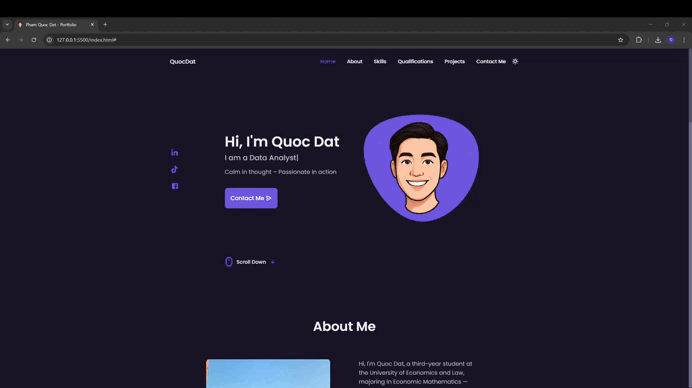 Pham Quoc Dat - Portfolio
127.0.0.1:5500/index.html#
QuocDat
Home About Skills Qualifications Projects Contact Me
Hi, I'm Quoc Dat
I am a Data Analyst|
Calm in thought – Passionate in action
Contact Me
Scroll Down
About Me
Hi, I'm Quoc Dat, a third-year student at
the University of Economics and Law,
majoring in Economic Mathematics —